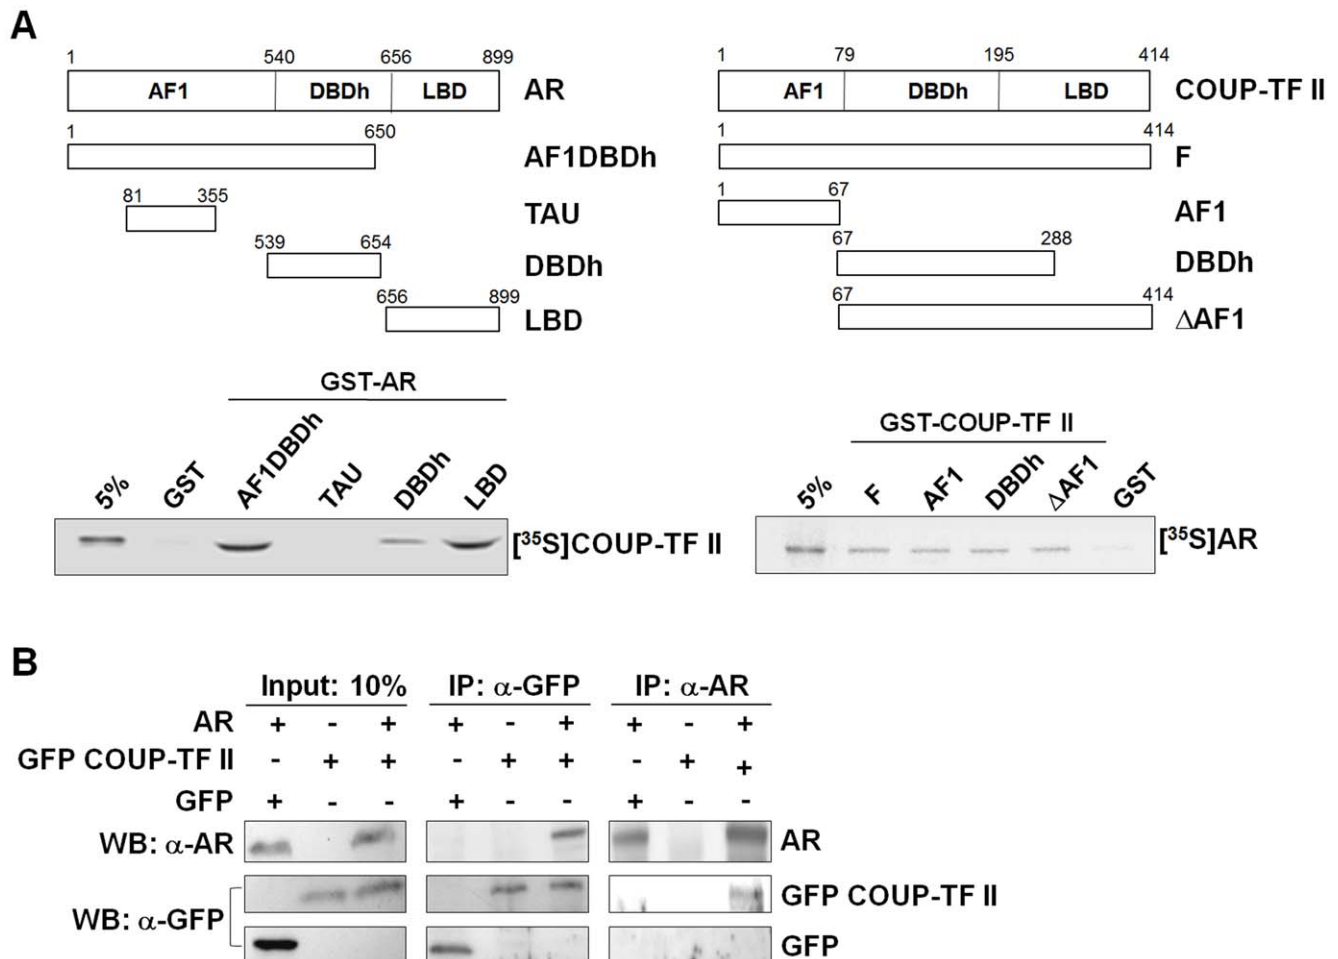 A
1 540 656 899
AF1 DBDh LBD AR
1 650
AF1DBDh
81 355
TAU
539 654
DBDh
656 899
LBD
1 79 195 414
AF1 DBDh LBD COUP-TF II
1 414
F
1 67
AF1
67 288
DBDh
67 414
ΔAF1
GST-AR
5% GST AF1DBDh TAU DBDh LBD
[³⁵S]COUP-TF II
GST-COUP-TF II
5% F AF1 DBDh ΔAF1 GST
[³⁵S]AR
B
Input: 10% IP: α-GFP IP: α-AR
AR + - + + - + + - +
GFP COUP-TF II - + + - + + - + +
GFP + - - + - - + - -
WB: α-AR AR
GFP COUP-TF II
WB: α-GFP
GFP